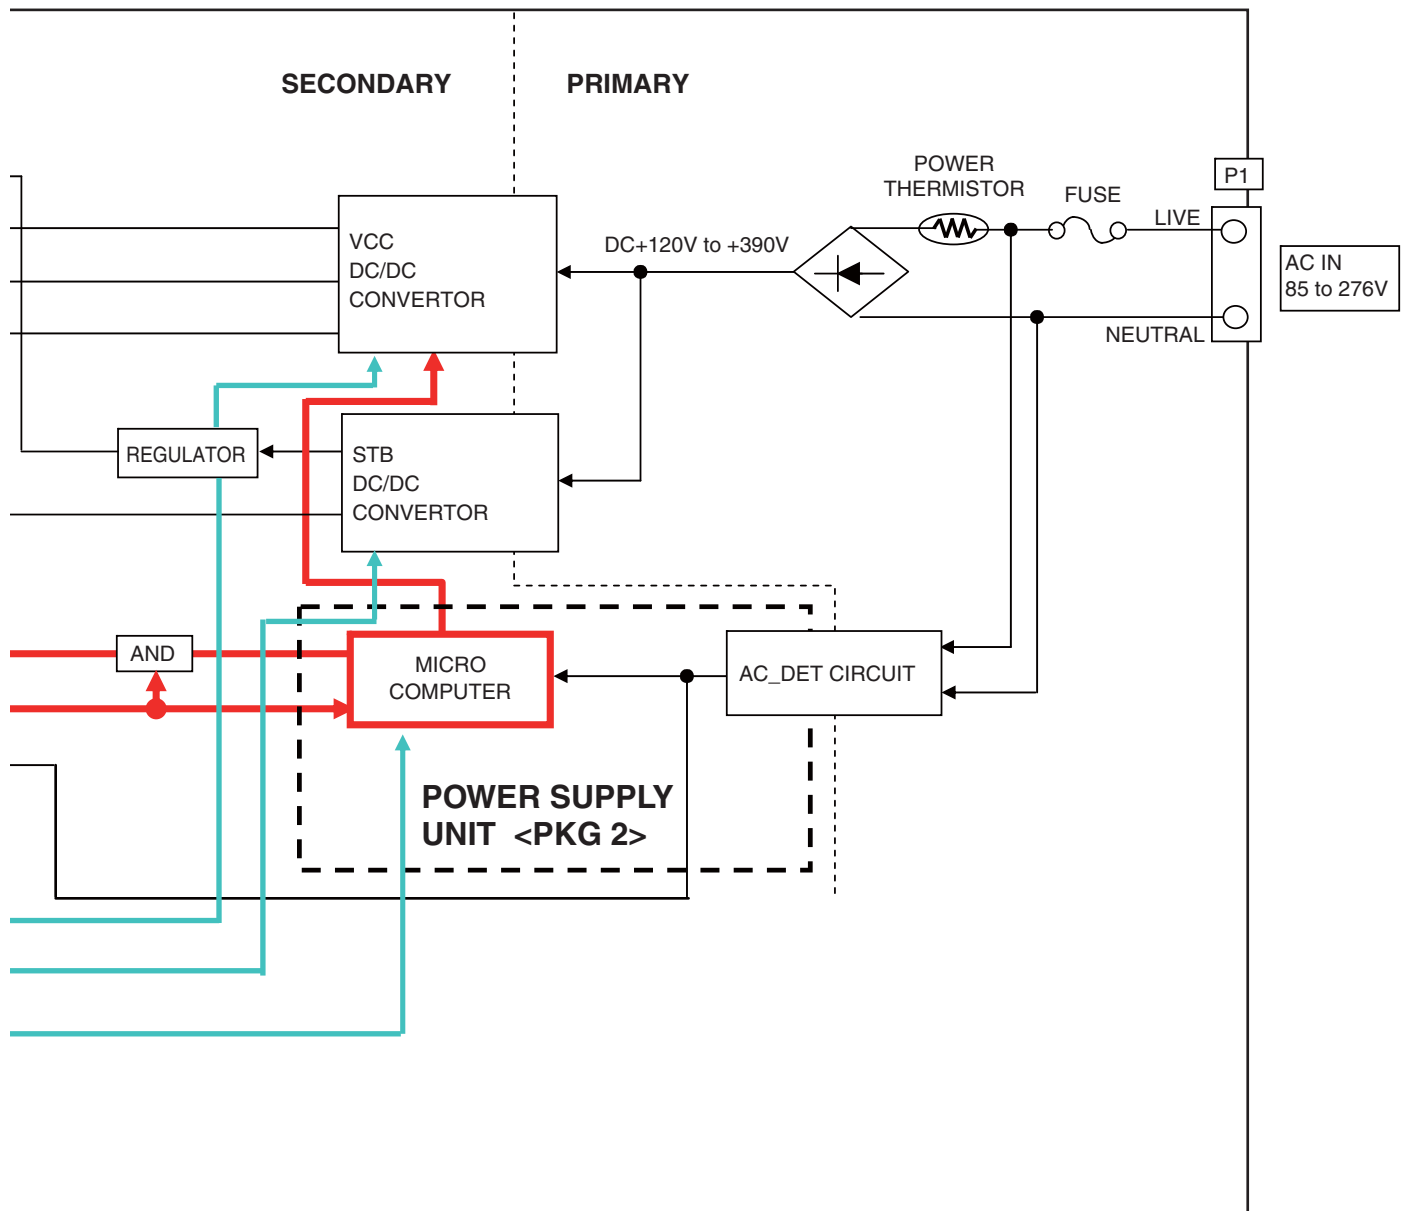 SECONDARY
PRIMARY
POWER
THERMISTOR
FUSE
LIVE
P1
VCC
DC/DC
CONVERTOR
DC+120V to +390V
AC IN
85 to 276V
NEUTRAL
REGULATOR
STB
DC/DC
CONVERTOR
AND
MICRO
COMPUTER
AC_DET CIRCUIT
POWER SUPPLY
UNIT <PKG 2>